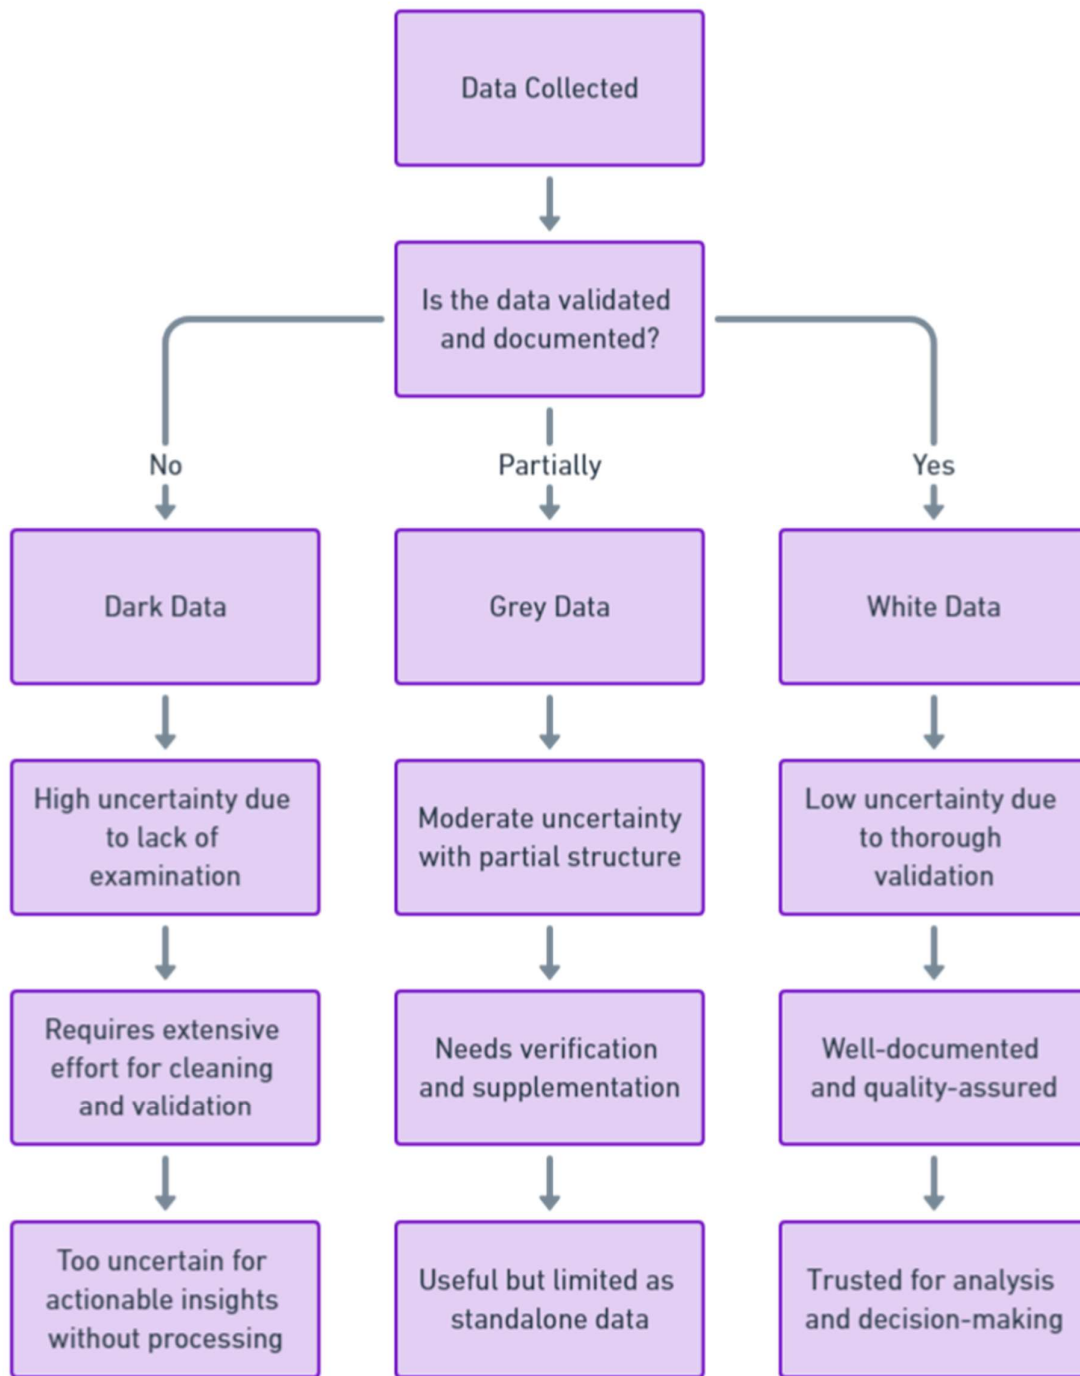 Data Collected
Is the data validated
and documented?
No
Partially
Yes
Dark Data
Grey Data
White Data
High uncertainty due
to lack of
examination
Moderate uncertainty
with partial structure
Low uncertainty due
to thorough
validation
Requires extensive
effort for cleaning
and validation
Needs verification
and supplementation
Well-documented
and quality-assured
Too uncertain for
actionable insights
without processing
Useful but limited as
standalone data
Trusted for analysis
and decision-making